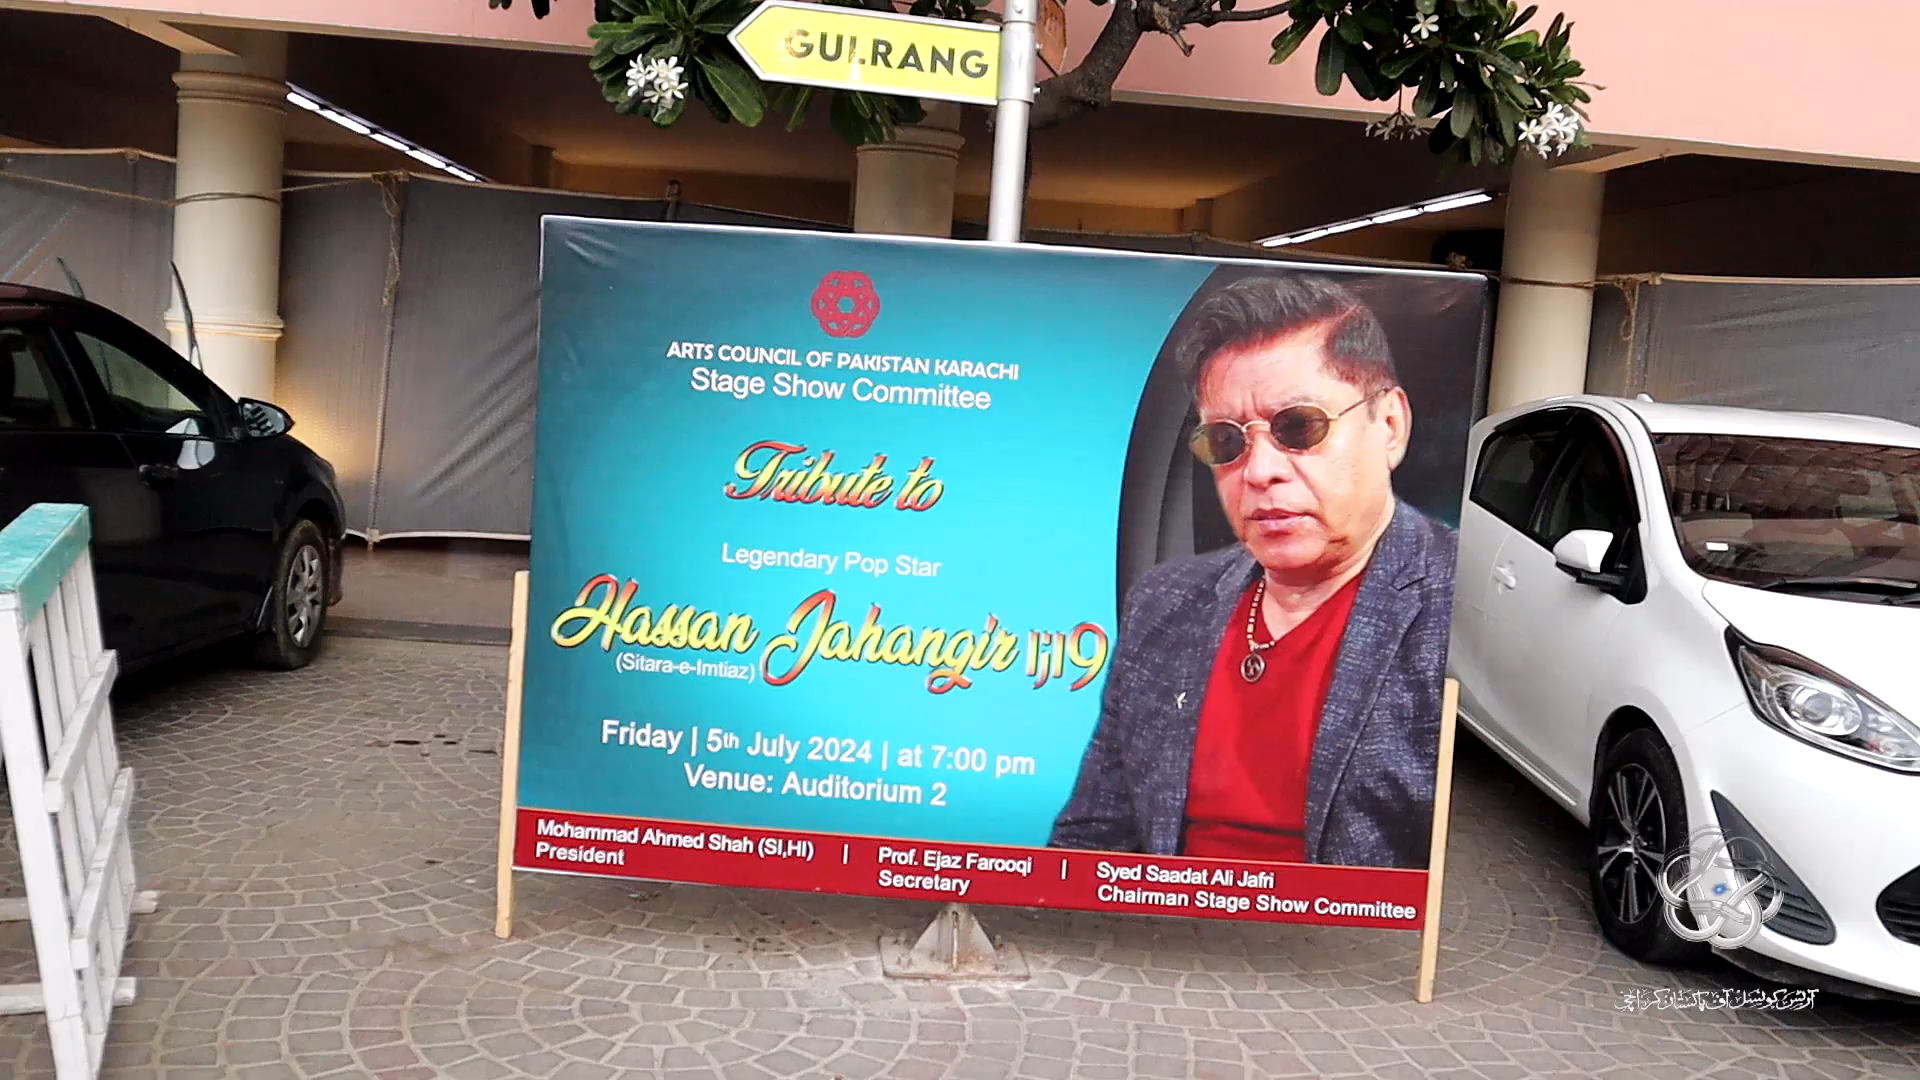 GULRANG
ARTS COUNCIL OF PAKISTAN KARACHI
Stage Show Committee
Tribute to
Legendary Pop Star
Hassan Jahangir
(Sitara-e-Imtiaz)
Friday | 5th July 2024 | at 7:00 pm
Venue: Auditorium 2
Mohammad Ahmed Shah (SI,HI) | Prof. Ejaz Farooqi | Syed Saadat Ali Jafri
President Secretary Chairman Stage Show Committee
آرٹس کونسل آف پاکستان کراچی